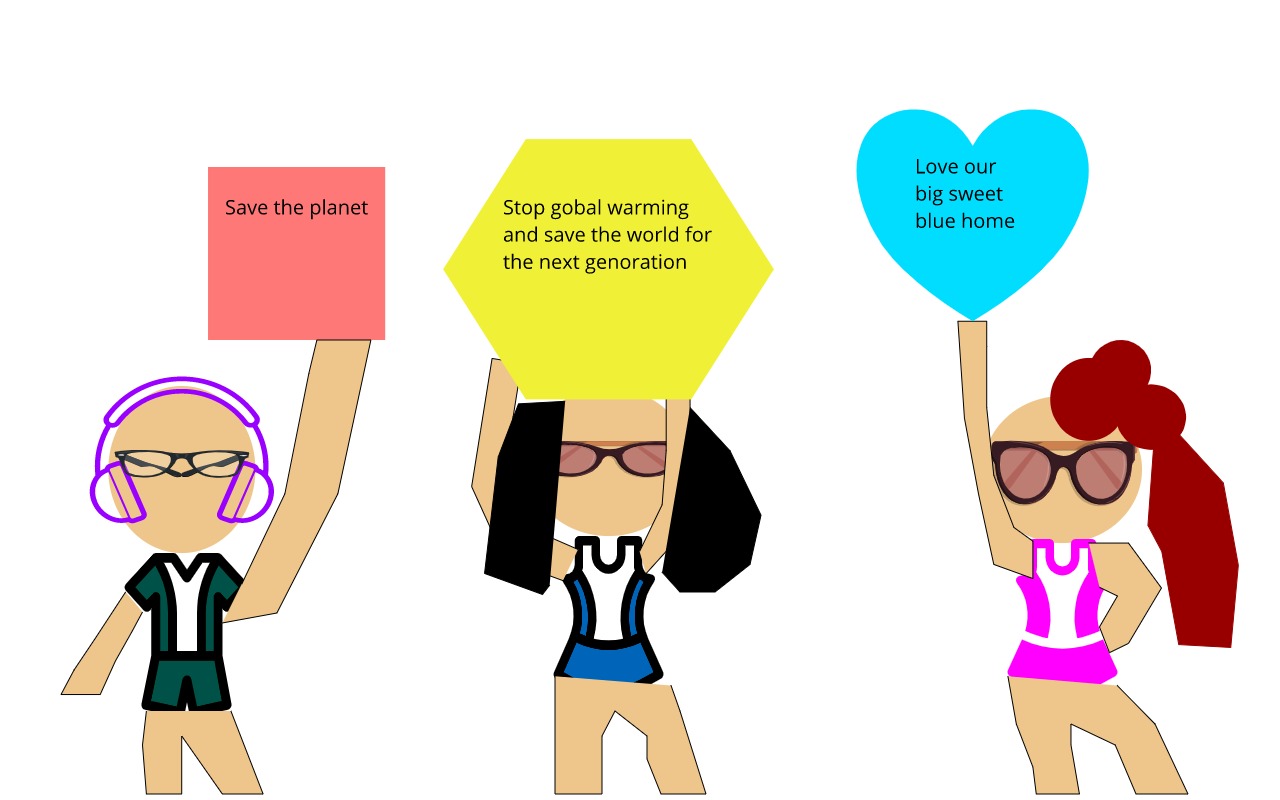 Save the planet
Stop gobal warming
and save the world for
the next genoration
Love our
big sweet
blue home